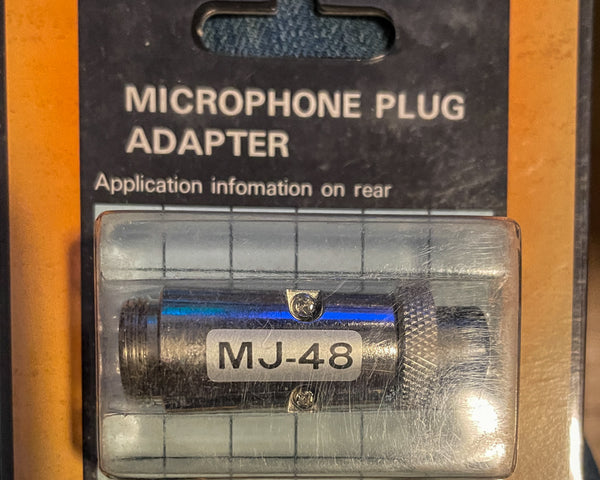 MICROPHONE PLUG
ADAPTER
Application infomation on rear
MJ-48